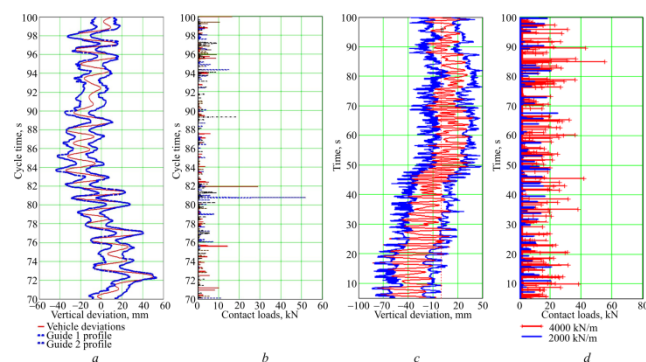 100
98
96
94
92
90
88
86
84
82
80
78
76
74
72
70
Cycle time, s
−60 −40 −20 0 20 40 60
Vertical deviation, mm
Vehicle deviations
Guide 1 profile
Guide 2 profile
a
100
98
96
94
92
90
88
86
84
82
80
78
76
74
72
70
Cycle time, s
0 10 20 30 40 50 60
Contact loads, kN
b
100
90
80
70
60
50
40
30
20
10
Time, s
−100 −80 −40 0 20 50
Vertical deviation, mm
c
100
90
80
70
60
50
40
30
20
10
Time, s
0 20 40 60 80
Contact loads, kN
4000 kN/m
2000 kN/m
d